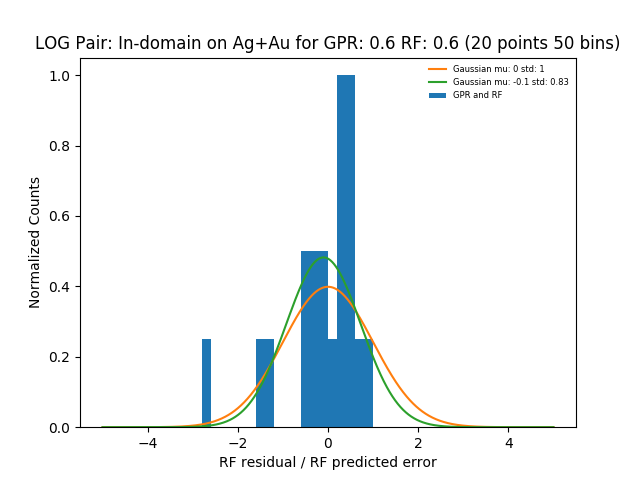 LOG Pair: In-domain on Ag+Au for GPR: 0.6 RF: 0.6 (20 points 50 bins)
Gaussian mu: 0 std: 1
Gaussian mu: -0.1 std: 0.83
GPR and RF
Normalized Counts
1.0
0.8
0.6
0.4
0.2
0.0
−4 −2 0 2 4
RF residual / RF predicted error